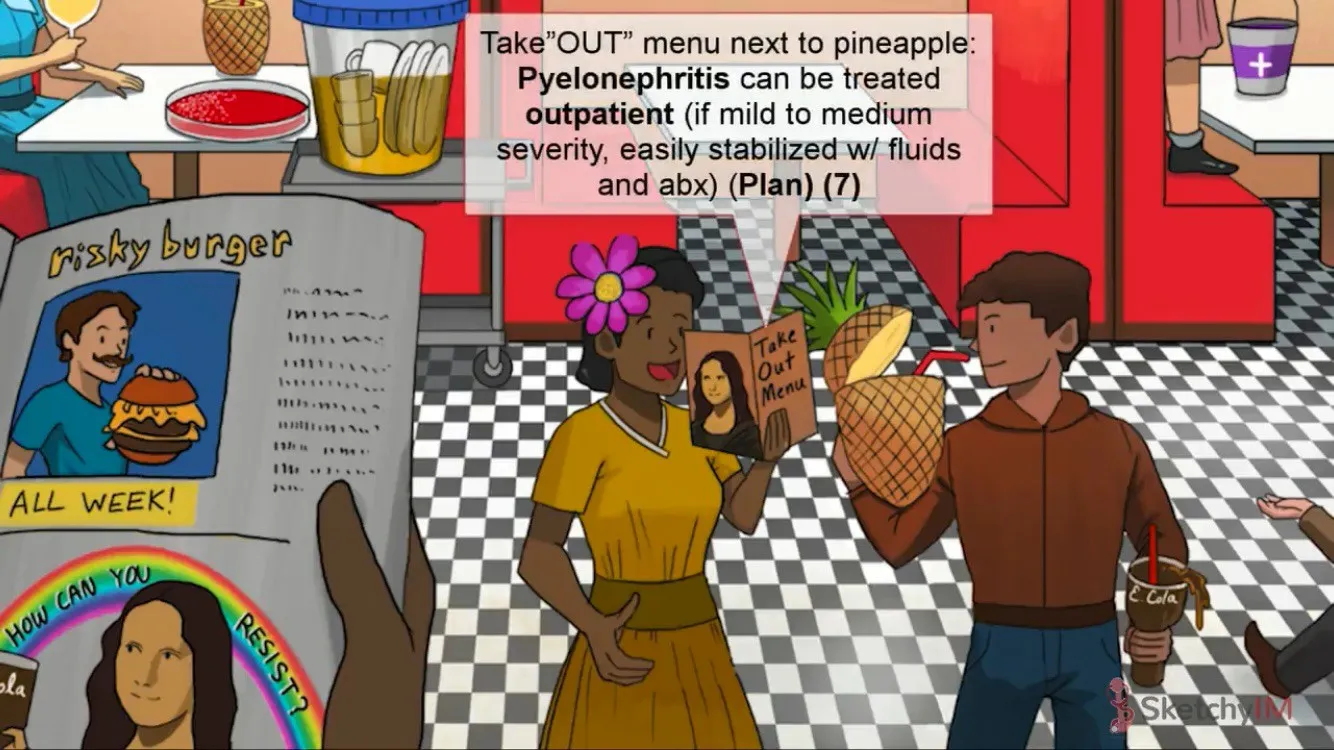 Take”OUT” menu next to pineapple:
Pyelonephritis can be treated
outpatient (if mild to medium
severity, easily stabilized w/ fluids
and abx) (Plan) (7)
risky burger
ALL WEEK!
HOW CAN YOU
RESIST?
Take
Out
Menu
E. Cola
SketchyIM